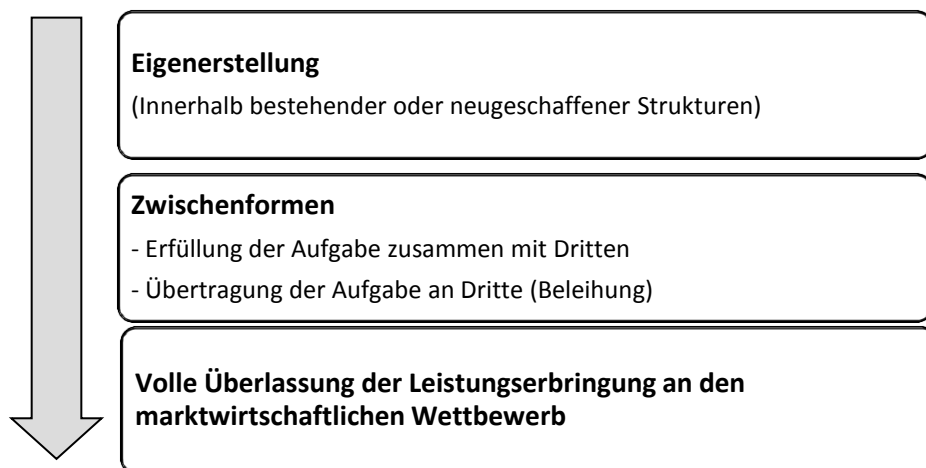 Eigenerstellung
(Innerhalb bestehender oder neugeschaffener Strukturen)
Zwischenformen
- Erfüllung der Aufgabe zusammen mit Dritten
- Übertragung der Aufgabe an Dritte (Beleihung)
Volle Überlassung der Leistungserbringung an den
marktwirtschaftlichen Wettbewerb